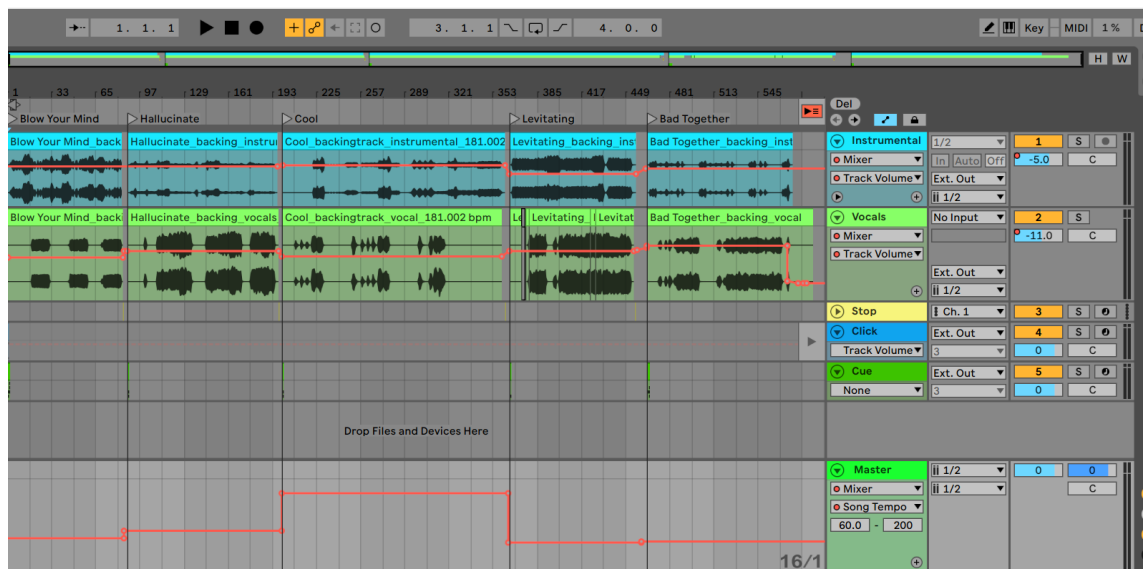 1. 1. 1
3. 1. 1
4. 0. 0
Key
MIDI
1 %
H W
1 33 65 97 129 161 193 225 257 289 321 353 385 417 449 481 513 545
Del
Blow Your Mind
Hallucinate
Cool
Levitating
Bad Together
Blow Your Mind_back
Hallucinate_backing_instru
Cool_backingtrack_instrumental_181.002
Levitating_backing_ins
Bad Together_backing_inst
Instrumental
1/2
1
S
Mixer
In Auto Off
-5.0
C
Track Volume
Ext. Out
1/2
Blow Your Mind_backi
Hallucinate_backing_vocals
Cool_backingtrack_vocal_181.002 bpm
Le
Levitating
Levitat
Bad Together_backing_vocal
Vocals
No Input
2
S
Mixer
-11.0
C
Track Volume
Ext. Out
1/2
Stop
Ch. 1
3
S
Click
Ext. Out
4
S
Track Volume
3
0
C
Cue
Ext. Out
5
S
None
3
0
C
Drop Files and Devices Here
Master
1/2
0
0
Mixer
1/2
C
Song Tempo
60.0 - 200
16/1